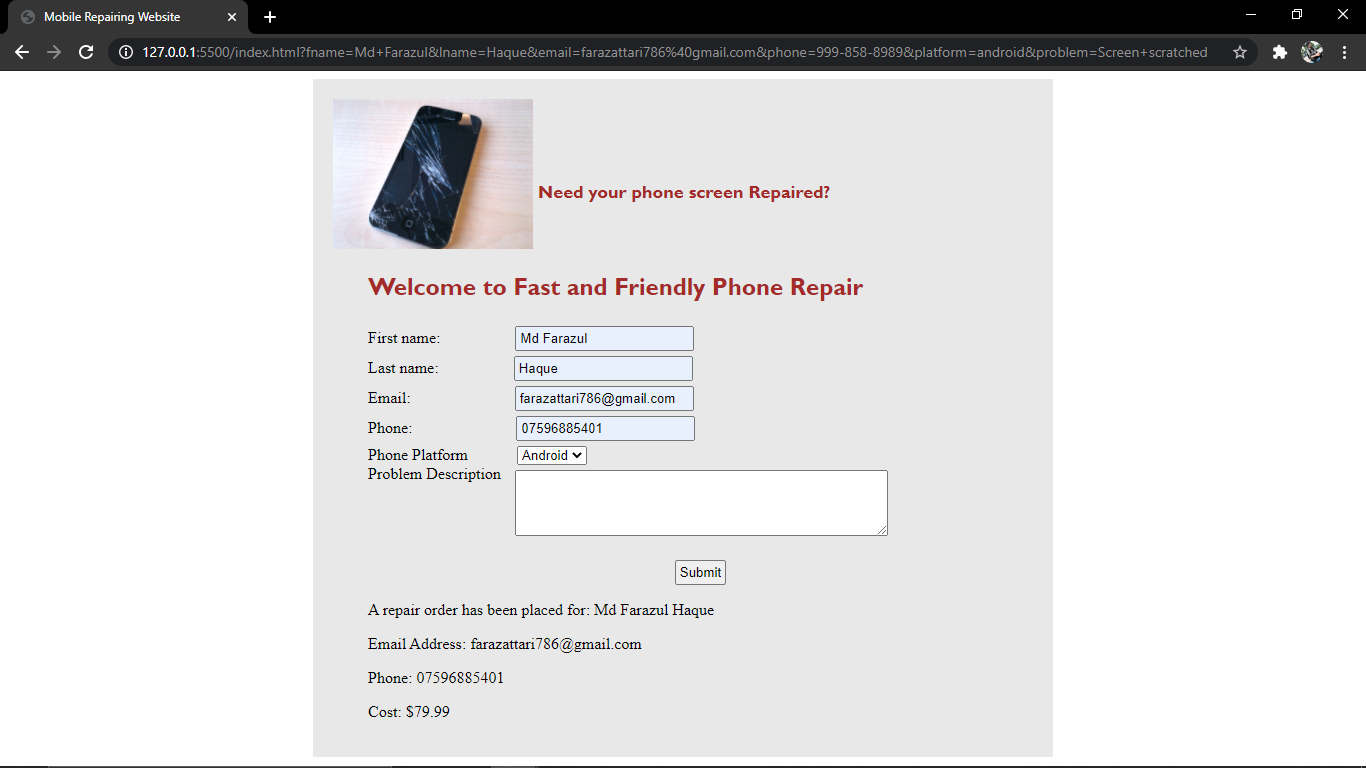 Mobile Repairing Website
127.0.0.1:5500/index.html?fname=Md+Farazul&lname=Haque&email=farazattari786%40gmail.com&phone=999-858-8989&platform=android&problem=Screen+scratched
Need your phone screen Repaired?
Welcome to Fast and Friendly Phone Repair
First name: Md Farazul
Last name: Haque
Email: farazattari786@gmail.com
Phone: 07596885401
Phone Platform Android
Problem Description
Submit
A repair order has been placed for: Md Farazul Haque
Email Address: farazattari786@gmail.com
Phone: 07596885401
Cost: $79.99